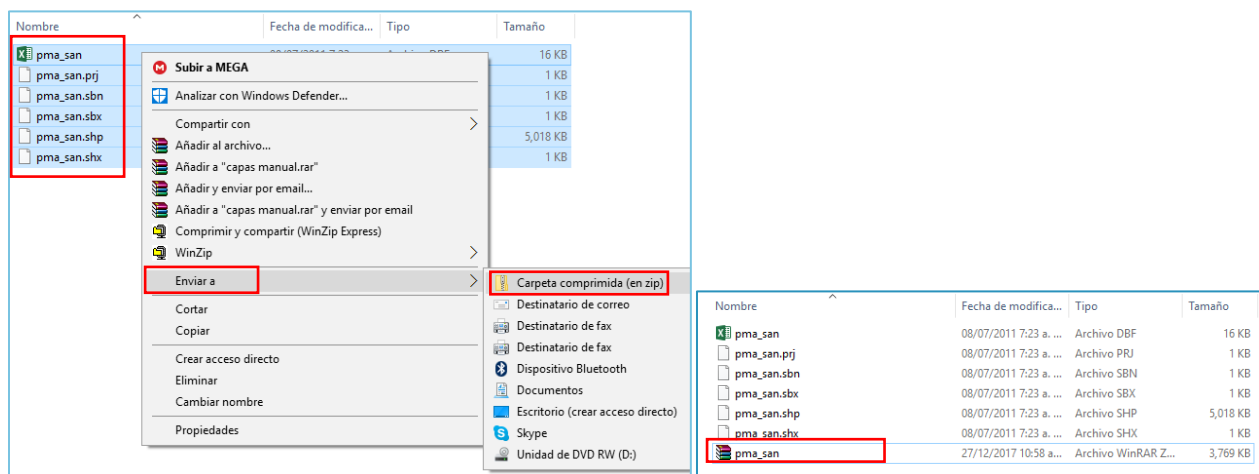 Nombre Fecha de modifica... Tipo Tamaño
pma_san 16 KB
pma_san.prj 1 KB
pma_san.sbn 1 KB
pma_san.sbx 1 KB
pma_san.shp 5,018 KB
pma_san.shx 1 KB
Subir a MEGA
Analizar con Windows Defender...
Compartir con
Añadir al archivo...
Añadir a "capas manual.rar"
Añadir y enviar por email...
Añadir a "capas manual.rar" y enviar por email
Comprimir y compartir (WinZip Express)
WinZip
Enviar a
Cortar
Copiar
Crear acceso directo
Eliminar
Cambiar nombre
Propiedades
Carpeta comprimida (en zip)
Destinatario de correo
Destinatario de fax
Destinatario de fax
Dispositivo Bluetooth
Documentos
Escritorio (crear acceso directo)
Skype
Unidad de DVD RW (D:)
Nombre Fecha de modifica... Tipo Tamaño
pma_san 08/07/2011 7:23 a. ... Archivo DBF 16 KB
pma_san.prj 08/07/2011 7:23 a. ... Archivo PRJ 1 KB
pma_san.sbn 08/07/2011 7:23 a. ... Archivo SBN 1 KB
pma_san.sbx 08/07/2011 7:23 a. ... Archivo SBX 1 KB
pma_san.shp 08/07/2011 7:23 a. ... Archivo SHP 5,018 KB
pma_san.shx 08/07/2011 7:23 a. ... Archivo SHX 1 KB
pma_san 27/12/2017 10:58 a... Archivo WinRAR Z... 3,769 KB